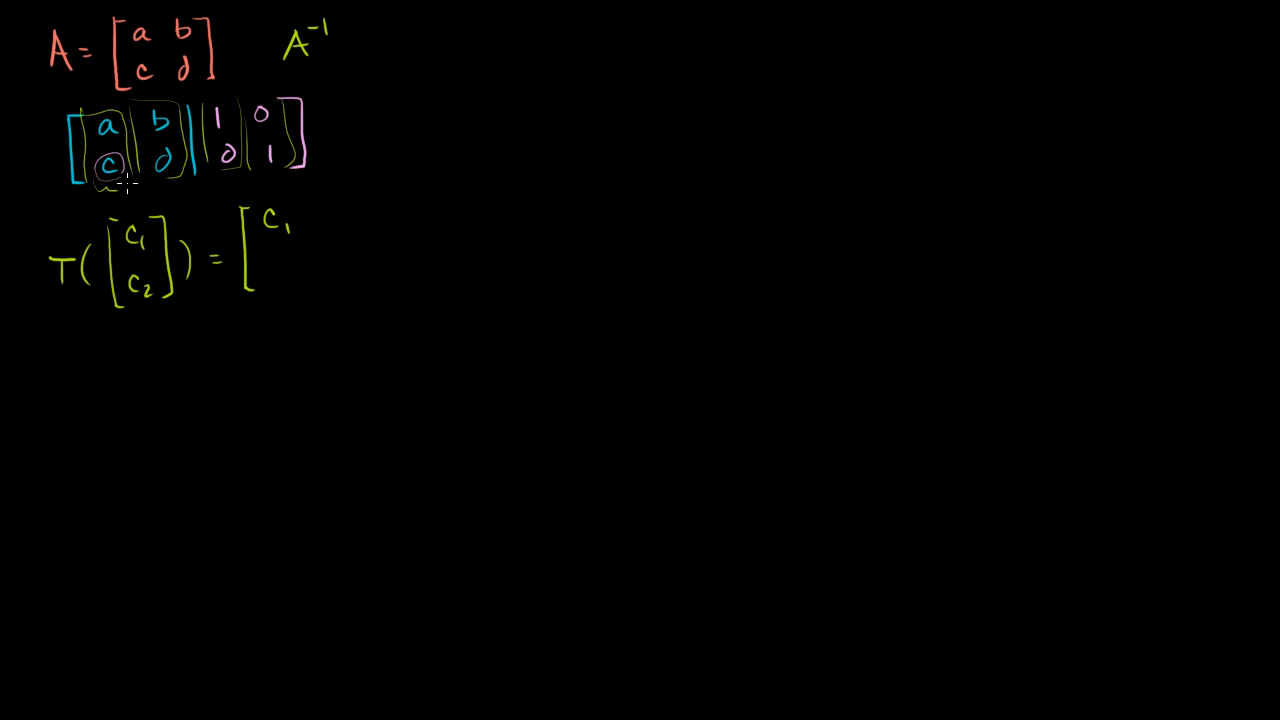 A = [ a b A⁻¹
c d ]
[ a b | 1 0 ]
c d | 0 1
T( [ c₁ ] ) = [ c₁
c₂